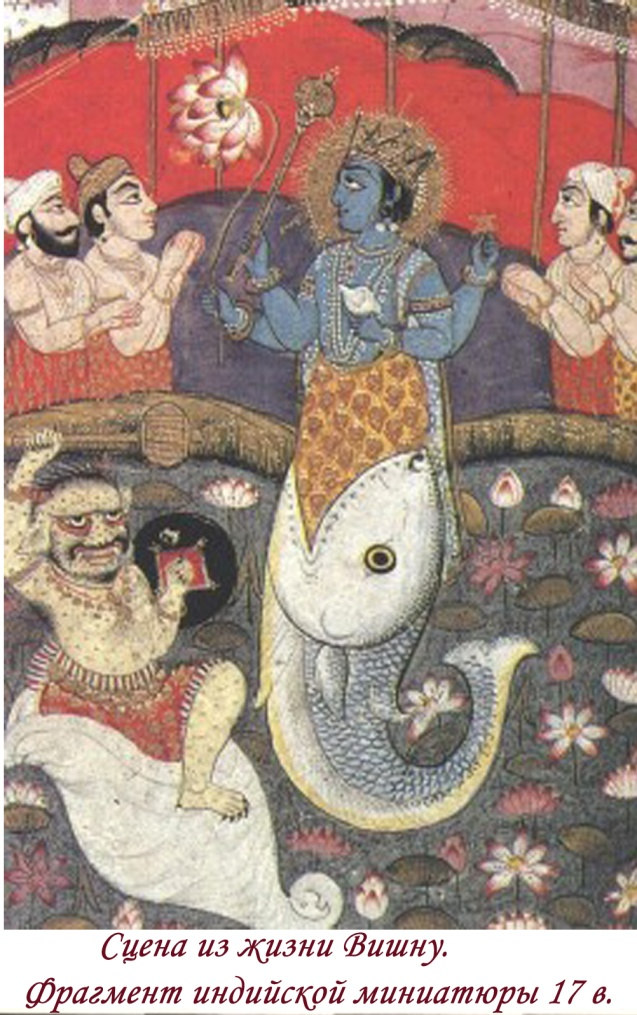 Сцена из жизни Вишну.
Фрагмент индийской миниатюры 17 в.